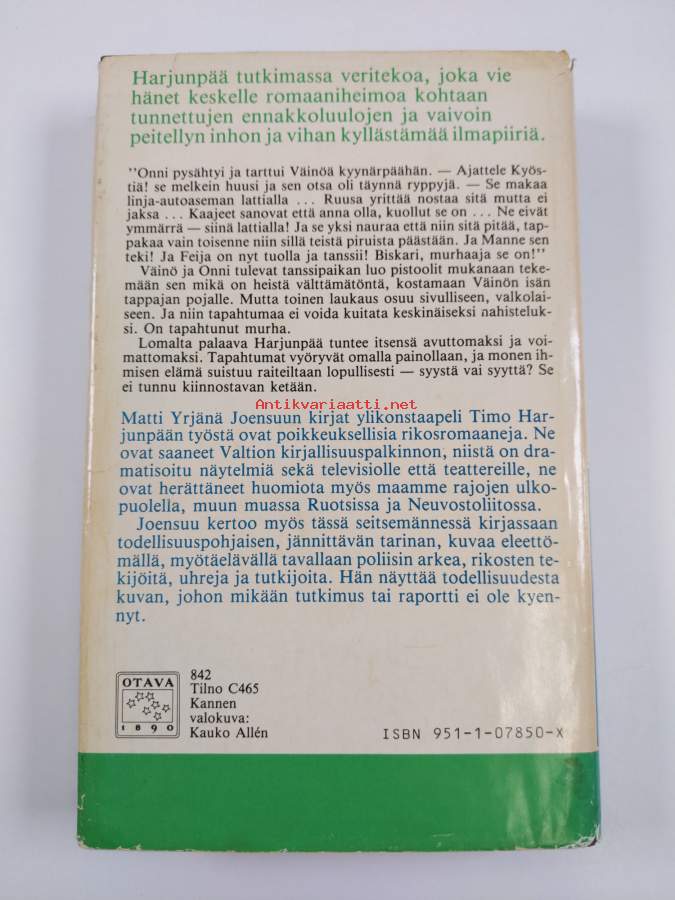 Harjunpää tutkimassa veritekoa, joka vie
hänet keskelle romaaniheimoa kohtaan
tunnettujen ennakkoluulojen ja vaivoin
peitellyn inhon ja vihan kyllästämää ilmapiiriä.
"Onni pysähtyi ja tarttui Väinöä kyynärpäähän. — Ajattele Kyös-
tiä! se melkein huusi ja sen otsa oli täynnä ryppyjä. — Se makaa
linja-autoaseman lattialla ... Ruusa yrittää nostaa sitä mutta ei
jaksa ... Kaajeet sanovat että anna olla, kuollut se on ... Ne eivät
ymmärrä — siinä lattialla! Ja se yksi nauraa että niin sitä pitää, tap-
pakaa vain toisenne niin sillä teistä piruista päästään. Ja Manne sen
teki! Ja Feija on nyt tuolla ja tanssii! Biskari, murhaaja se on!"
Väinö ja Onni tulevat tanssipaikan luo pistoolit mukanaan teke-
mään sen mikä on heistä välttämätöntä, kostamaan Väinön isän
tappajan pojalle. Mutta toinen laukaus osuu sivulliseen, valkolai-
seen. Ja niin tapahtumaa ei voida kuitata keskinäiseksi nahisteluk-
si. On tapahtunut murha.
Lomalta palaava Harjunpää tuntee itsensä avuttomaksi ja voi-
mattomaksi. Tapahtumat vyöryvät omalla painollaan, ja monen ih-
misen elämä suistuu raiteiltaan lopullisesti — syystä vai syyttä? Se
ei tunnu kiinnostavan ketään.
Antikvariaatti.net
Matti Yrjänä Joensuun kirjat ylikonstaapeli Timo Har-
junpään työstä ovat poikkeuksellisia rikosromaaneja. Ne
ovat saaneet Valtion kirjallisuuspalkinnon, niistä on dra-
matisoitu näytelmiä sekä televisiolle että teattereille, ne
ovat herättäneet huomiota myös maamme rajojen ulko-
puolella, muun muassa Ruotsissa ja Neuvostoliitossa.
Joensuu kertoo myös tässä seitsemännessä kirjassaan
todellisuuspohjaisen, jännittävän tarinan, kuvaa eleettö-
mällä, myötäelävällä tavallaan poliisin arkea, rikosten te-
kijöitä, uhreja ja tutkijoita. Hän näyttää todellisuudesta
kuvan, johon mikään tutkimus tai raportti ei ole kyen-
nyt.
OTAVA
1890
842
Tilno C465
Kannen
valokuva:
Kauko Allén
ISBN 951-1-07850-X